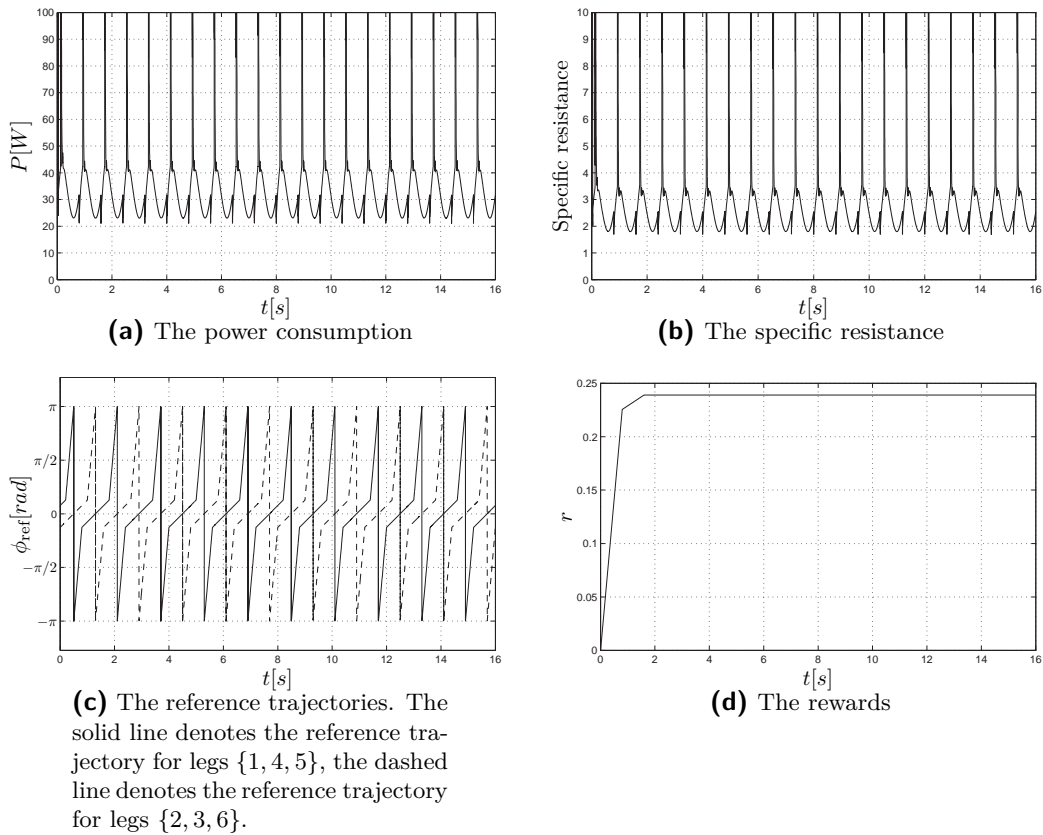 100
90
80
70
60
50
40
30
20
10
0
P[W]
0 2 4 6 8 10 12 14 16
t[s]
(a) The power consumption
10
9
8
7
6
5
4
3
2
1
0
Specific resistance
0 2 4 6 8 10 12 14 16
t[s]
(b) The specific resistance
π
π/2
0
−π/2
−π
ϕref[rad]
0 2 4 6 8 10 12 14 16
t[s]
(c) The reference trajectories. The
solid line denotes the reference tra-
jectory for legs {1, 4, 5}, the dashed
line denotes the reference trajectory
for legs {2, 3, 6}.
0.25
0.2
0.15
0.1
0.05
0
r
0 2 4 6 8 10 12 14 16
t[s]
(d) The rewards